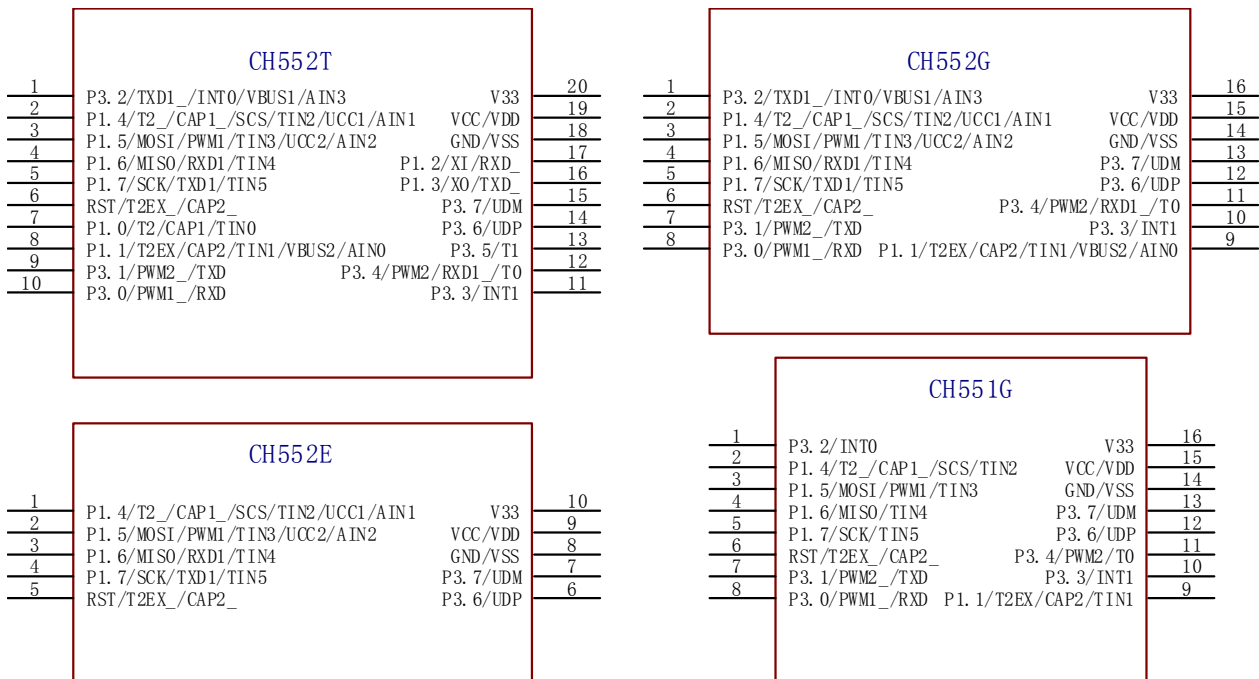 CH552T
1 P3.2/TXD1_/INT0/VBUS1/AIN3 V33 20
2 P1.4/T2_/CAP1_/SCS/TIN2/UCC1/AIN1 VCC/VDD 19
3 P1.5/MOSI/PWM1/TIN3/UCC2/AIN2 GND/VSS 18
4 P1.6/MISO/RXD1/TIN4 P1.2/XI/RXD_ 17
5 P1.7/SCK/TXD1/TIN5 P1.3/XO/TXD_ 16
6 RST/T2EX_/CAP2_ P3.7/UDM 15
7 P1.0/T2/CAP1/TIN0 P3.6/UDP 14
8 P1.1/T2EX/CAP2/TIN1/VBUS2/AIN0 P3.5/T1 13
9 P3.1/PWM2_/TXD P3.4/PWM2/RXD1_/T0 12
10 P3.0/PWM1_/RXD P3.3/INT1 11
CH552G
1 P3.2/TXD1_/INT0/VBUS1/AIN3 V33 16
2 P1.4/T2_/CAP1_/SCS/TIN2/UCC1/AIN1 VCC/VDD 15
3 P1.5/MOSI/PWM1/TIN3/UCC2/AIN2 GND/VSS 14
4 P1.6/MISO/RXD1/TIN4 P3.7/UDM 13
5 P1.7/SCK/TXD1/TIN5 P3.6/UDP 12
6 RST/T2EX_/CAP2_ P3.4/PWM2/RXD1_/T0 11
7 P3.1/PWM2_/TXD P3.3/INT1 10
8 P3.0/PWM1_/RXD P1.1/T2EX/CAP2/TIN1/VBUS2/AIN0 9
CH552E
1 P1.4/T2_/CAP1_/SCS/TIN2/UCC1/AIN1 V33 10
2 P1.5/MOSI/PWM1/TIN3/UCC2/AIN2 VCC/VDD 9
3 P1.6/MISO/RXD1/TIN4 GND/VSS 8
4 P1.7/SCK/TXD1/TIN5 P3.7/UDM 7
5 RST/T2EX_/CAP2_ P3.6/UDP 6
CH551G
1 P3.2/INT0 V33 16
2 P1.4/T2_/CAP1_/SCS/TIN2 VCC/VDD 15
3 P1.5/MOSI/PWM1/TIN3 GND/VSS 14
4 P1.6/MISO/TIN4 P3.7/UDM 13
5 P1.7/SCK/TIN5 P3.6/UDP 12
6 RST/T2EX_/CAP2_ P3.4/PWM2/T0 11
7 P3.1/PWM2_/TXD P3.3/INT1 10
8 P3.0/PWM1_/RXD P1.1/T2EX/CAP2/TIN1 9